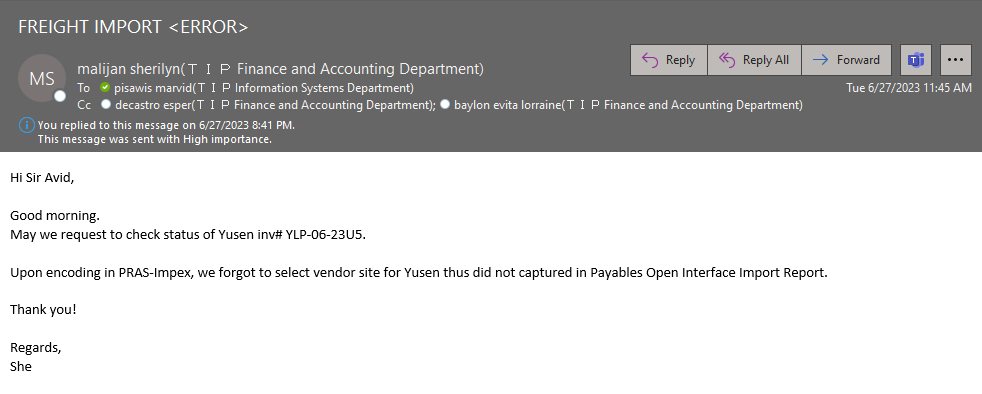 FREIGHT IMPORT <ERROR>
MS
malijan sherilyn(ＴＩＰ Finance and Accounting Department)
Reply
Reply All
Forward
To pisawis marvid(ＴＩＰ Information Systems Department)
Tue 6/27/2023 11:45 AM
Cc decastro esper(ＴＩＰ Finance and Accounting Department); baylon evita lorraine(ＴＩＰ Finance and Accounting Department)
You replied to this message on 6/27/2023 8:41 PM.
This message was sent with High importance.
Hi Sir Avid,
Good morning.
May we request to check status of Yusen inv# YLP-06-23U5.
Upon encoding in PRAS-Impex, we forgot to select vendor site for Yusen thus did not captured in Payables Open Interface Import Report.
Thank you!
Regards,
She